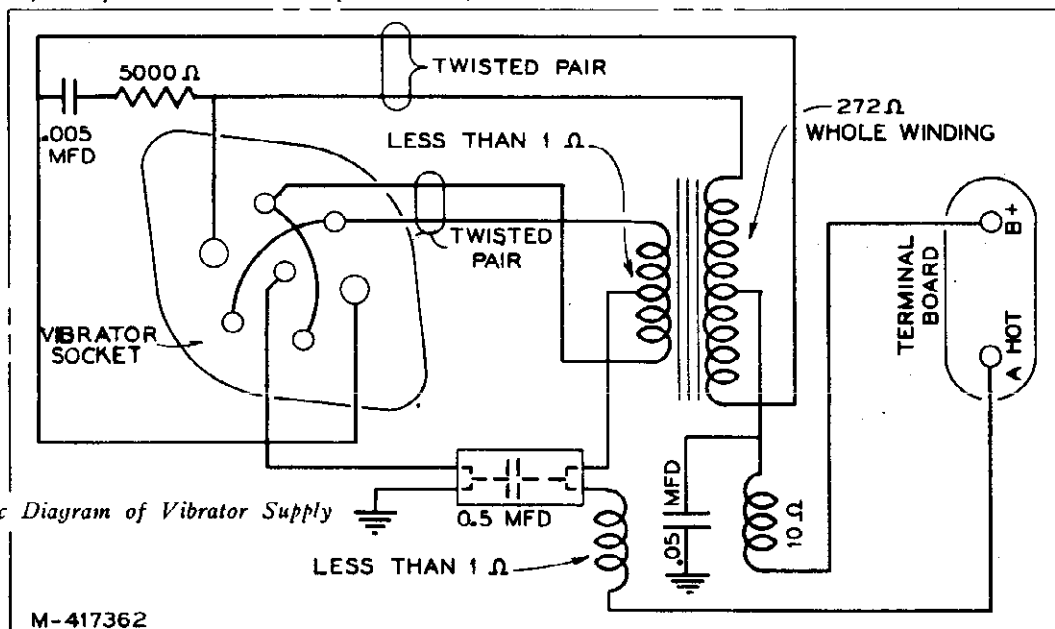 5000 Ω
TWISTED PAIR
.005
MFD
LESS THAN 1 Ω
272 Ω
WHOLE WINDING
TWISTED
PAIR
VIBRATOR
SOCKET
TERMINAL
BOARD
B+
A HOT
0.5 MFD
.05 MFD
10 Ω
c Diagram of Vibrator Supply
LESS THAN 1 Ω
M-417362